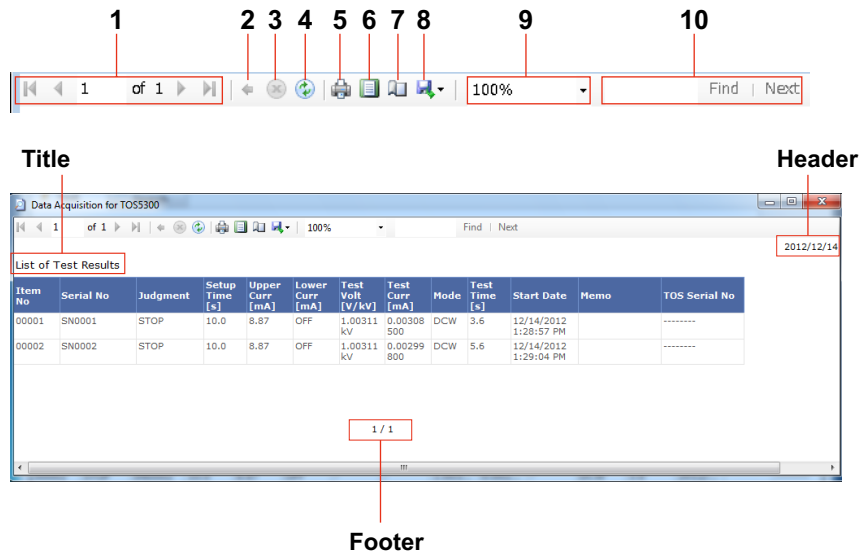 1 2 3 4 5 6 7 8 9 10
1 of 1 100% Find | Next
Title Header
Data Acquisition for TOS5300
1 of 1 100% Find | Next
2012/12/14
List of Test Results
Item No Serial No Judgment Setup Time [s] Upper Curr [mA] Lower Curr [mA] Test Volt [V/kV] Test Curr [mA] Mode Test Time [s] Start Date Memo TOS Serial No
00001 SN0001 STOP 10.0 8.87 OFF 1.00311 kV 0.00308500 DCW 3.6 12/14/2012 1:28:57 PM --------
00002 SN0002 STOP 10.0 8.87 OFF 1.00311 kV 0.00299800 DCW 5.6 12/14/2012 1:29:04 PM --------
1 / 1
Footer